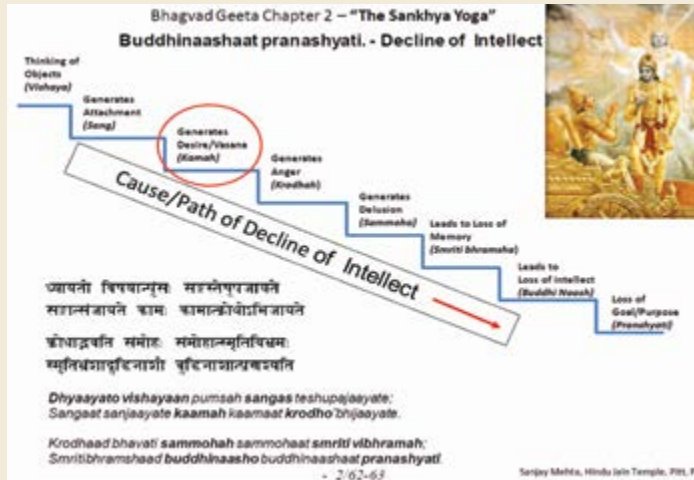 Bhagvad Geeta Chapter 2 – "The Sankhya Yoga"
Buddhinaashaat pranashyati. - Decline of Intellect
Thinking of
Objects
(Vishaya)
Generates
Attachment
(Sang)
Generates
Desire/Vasana
(Kamah)
Generates
Anger
(Krodhah)
Generates
Delusion
(Sammoha)
Leads to Loss of
Memory
(Smriti bhramsha)
Leads to
Loss of intellect
(Buddhi Naash)
Loss of
Goal/Purpose
(Pranashyati)
Cause/Path of Decline of Intellect
ध्यायतो विषयान्पुंसः सङ्गस्तेषूपजायते
सङ्गात्संजायते कामः कामात्क्रोधोऽभिजायते
क्रोधाद्भवति संमोहः संमोहात्स्मृतिविभ्रमः
स्मृतिभ्रंशाद्बुद्धिनाशो बुद्धिनाशात्प्रणश्यति
Dhyaayato vishayaan pumsah sangas teshupajaayate;
Sangaat sanjaayate kaamah kaamaat krodho'bhijaayate.
Krodhaad bhavati sammohah sammohaat smriti vibhramah;
Smritibhramshaad buddhinaasho buddhinaashaat pranashyati.
- 2/62-63
Sanjay Mehta, Hindu Jain Temple, Pitt,